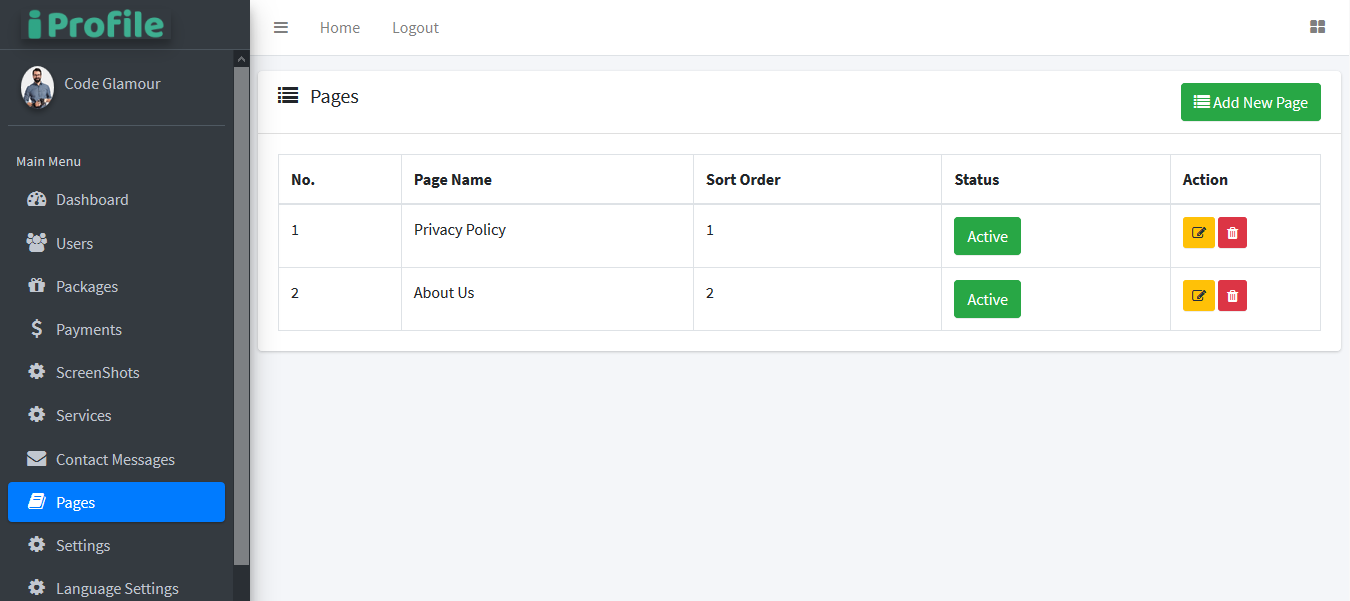 iProfile
Home Logout
Code Glamour
Main Menu
Dashboard
Users
Packages
$ Payments
ScreenShots
Services
Contact Messages
Pages
Settings
Language Settings
Pages
Add New Page
No. Page Name Sort Order Status Action
1 Privacy Policy 1 Active
2 About Us 2 Active